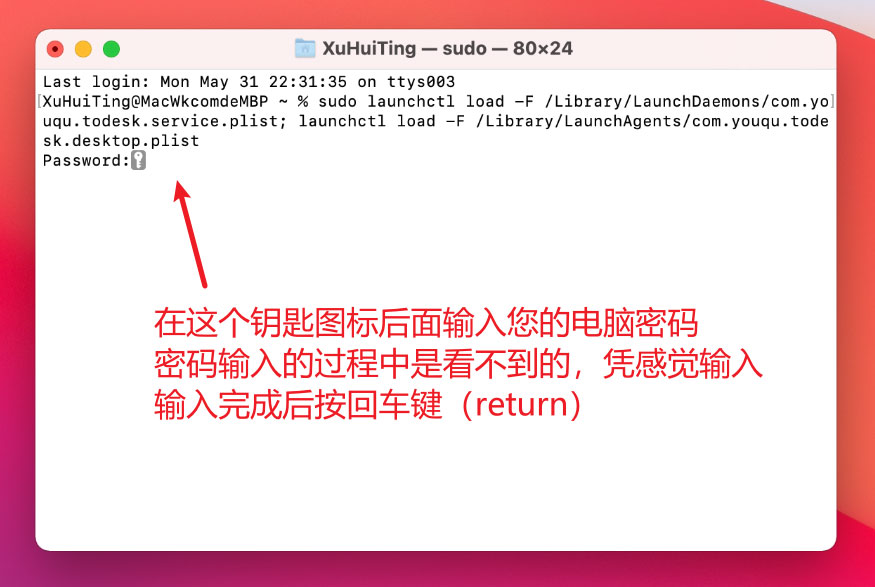 XuHuiTing — sudo — 80×24
Last login: Mon May 31 22:31:35 on ttys003
[XuHuiTing@MacWkcomdeMBP ~ % sudo launchctl load -F /Library/LaunchDaemons/com.yo]
uqu.todesk.service.plist; launchctl load -F /Library/LaunchAgents/com.youqu.tode
sk.desktop.plist
Password:
在这个钥匙图标后面输入您的电脑密码
密码输入的过程中是看不到的，凭感觉输入
输入完成后按回车键（return）